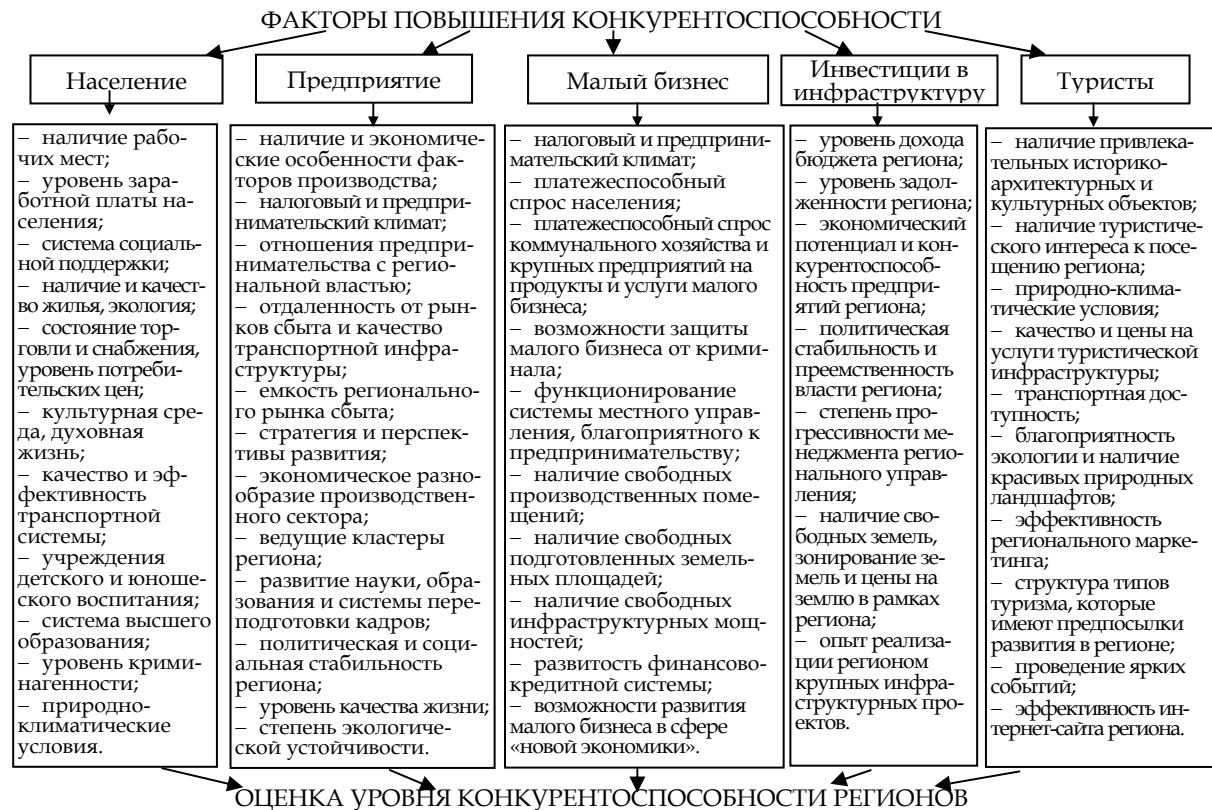 ФАКТОРЫ ПОВЫШЕНИЯ КОНКУРЕНТОСПОСОБНОСТИ
Население
Предприятие
Малый бизнес
Инвестиции в
инфраструктуру
Туристы
– наличие рабо-
чих мест;
– уровень зара-
ботной платы на-
селения;
– система социаль-
ной поддержки;
– наличие и качест-
во жилья, экология;
– состояние тор-
говли и снабжения,
уровень потреби-
тельских цен;
– культурная сре-
да, духовная
жизнь;
– качество и эф-
фективность
транспортной
системы;
– учреждения
детского и юноше-
ского воспитания;
– система высшего
образования;
– уровень крими-
нагенности;
– природно-
климатические
условия.
– наличие и экономиче-
ские особенности фак-
торов производства;
– налоговый и предпри-
нимательский климат;
– отношения предпри-
нимательства с регио-
нальной властью;
– отдаленность от рын-
ков сбыта и качество
транспортной инфра-
структуры;
– емкость регионально-
го рынка сбыта;
– стратегия и перспек-
тивы развития;
– экономическое разно-
образие производствен-
ного сектора;
– ведущие кластеры
региона;
– развитие науки, обра-
зования и системы пере-
подготовки кадров;
– политическая и соци-
альная стабильность
региона;
– уровень качества жизни;
– степень экологиче-
ской устойчивости.
– налоговый и предприни-
мательский климат;
– платежеспособный
спрос населения;
– платежеспособный спрос
коммунального хозяйства и
крупных предприятий на
продукты и услуги малого
бизнеса;
– возможности защиты
малого бизнеса от крими-
нала;
– функционирование
системы местного управ-
ления, благоприятного к
предпринимательству;
– наличие свободных
производственных поме-
щений;
– наличие свободных
подготовленных земель-
ных площадей;
– наличие свободных
инфраструктурных мощ-
ностей;
– развитость финансово-
кредитной системы;
– возможности развития
малого бизнеса в сфере
«новой экономики».
– уровень дохода
бюджета региона;
– уровень задол-
женности региона;
– экономический
потенциал и кон-
курентоспособ-
ность предпри-
ятий региона;
– политическая
стабильность и
преемственность
власти региона;
– степень про-
грессивности ме-
неджмента регио-
нального управ-
ления;
– наличие сво-
бодных земель,
зонирование зе-
мель и цены на
землю в рамках
региона;
– опыт реализа-
ции регионом
крупных инфра-
структурных про-
ектов.
– наличие привлека-
тельных историко-
архитектурных и
культурных объектов;
– наличие туристиче-
ского интереса к посе-
щению региона;
– природно-клима-
тические условия;
– качество и цены на
услуги туристической
инфраструктуры;
– транспортная дос-
тупность;
– благоприятность
экологии и наличие
красивых природных
ландшафтов;
– эффективность
регионального марке-
тинга;
– структура типов
туризма, которые
имеют предпосылки
развития в регионе;
– проведение ярких
событий;
– эффективность ин-
тернет-сайта региона.
ОЦЕНКА УРОВНЯ КОНКУРЕНТОСПОСОБНОСТИ РЕГИОНОВ